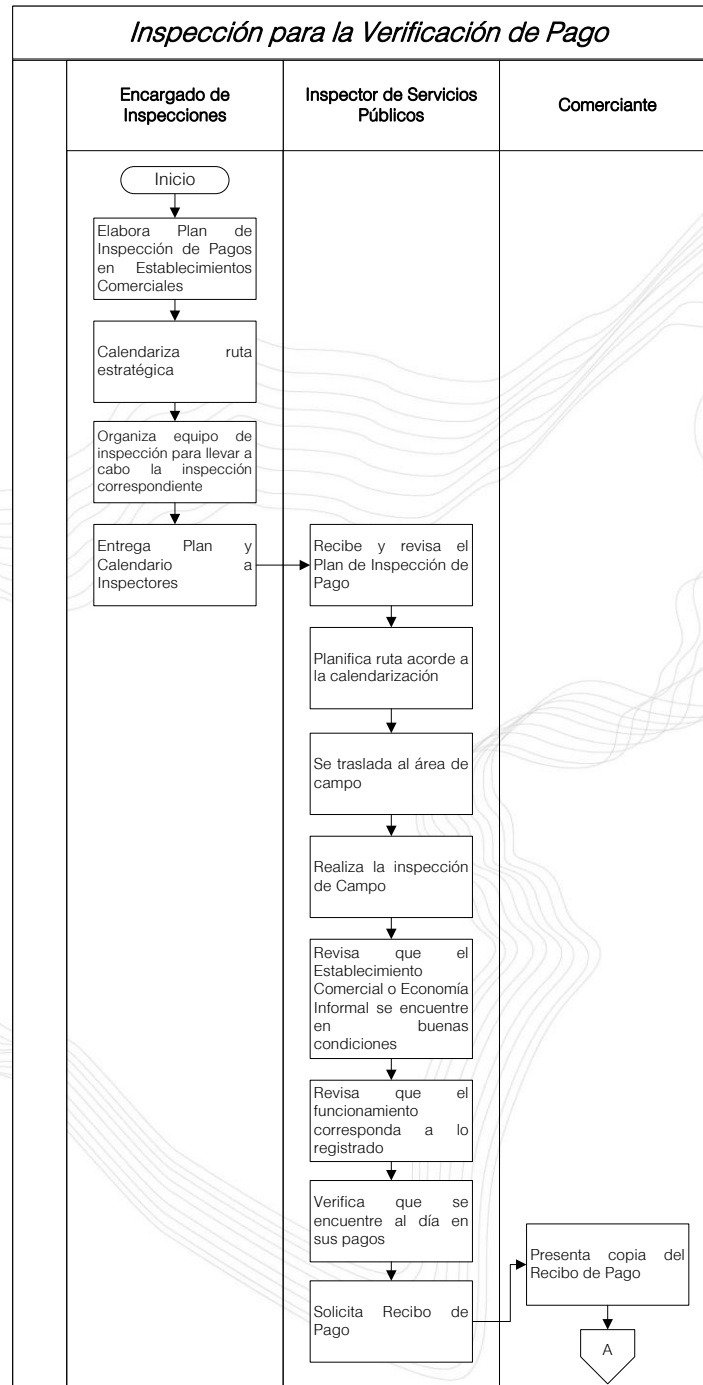 Inspección para la Verificación de Pago
Encargado de
Inspecciones
Inspector de Servicios
Públicos
Comerciante
Inicio
Elabora Plan de
Inspección de Pagos
en Establecimientos
Comerciales
Calendariza ruta
estratégica
Organiza equipo de
inspección para llevar a
cabo la inspección
correspondiente
Entrega Plan y
Calendario a
Inspectores
Recibe y revisa el
Plan de Inspección de
Pago
Planifica ruta acorde a
la calendarización
Se traslada al área de
campo
Realiza la inspección
de Campo
Revisa que el
Establecimiento
Comercial o Economía
Informal se encuentre
en buenas
condiciones
Revisa que el
funcionamiento
corresponda a lo
registrado
Verifica que se
encuentre al día en
sus pagos
Solicita Recibo de
Pago
Presenta copia del
Recibo de Pago
A